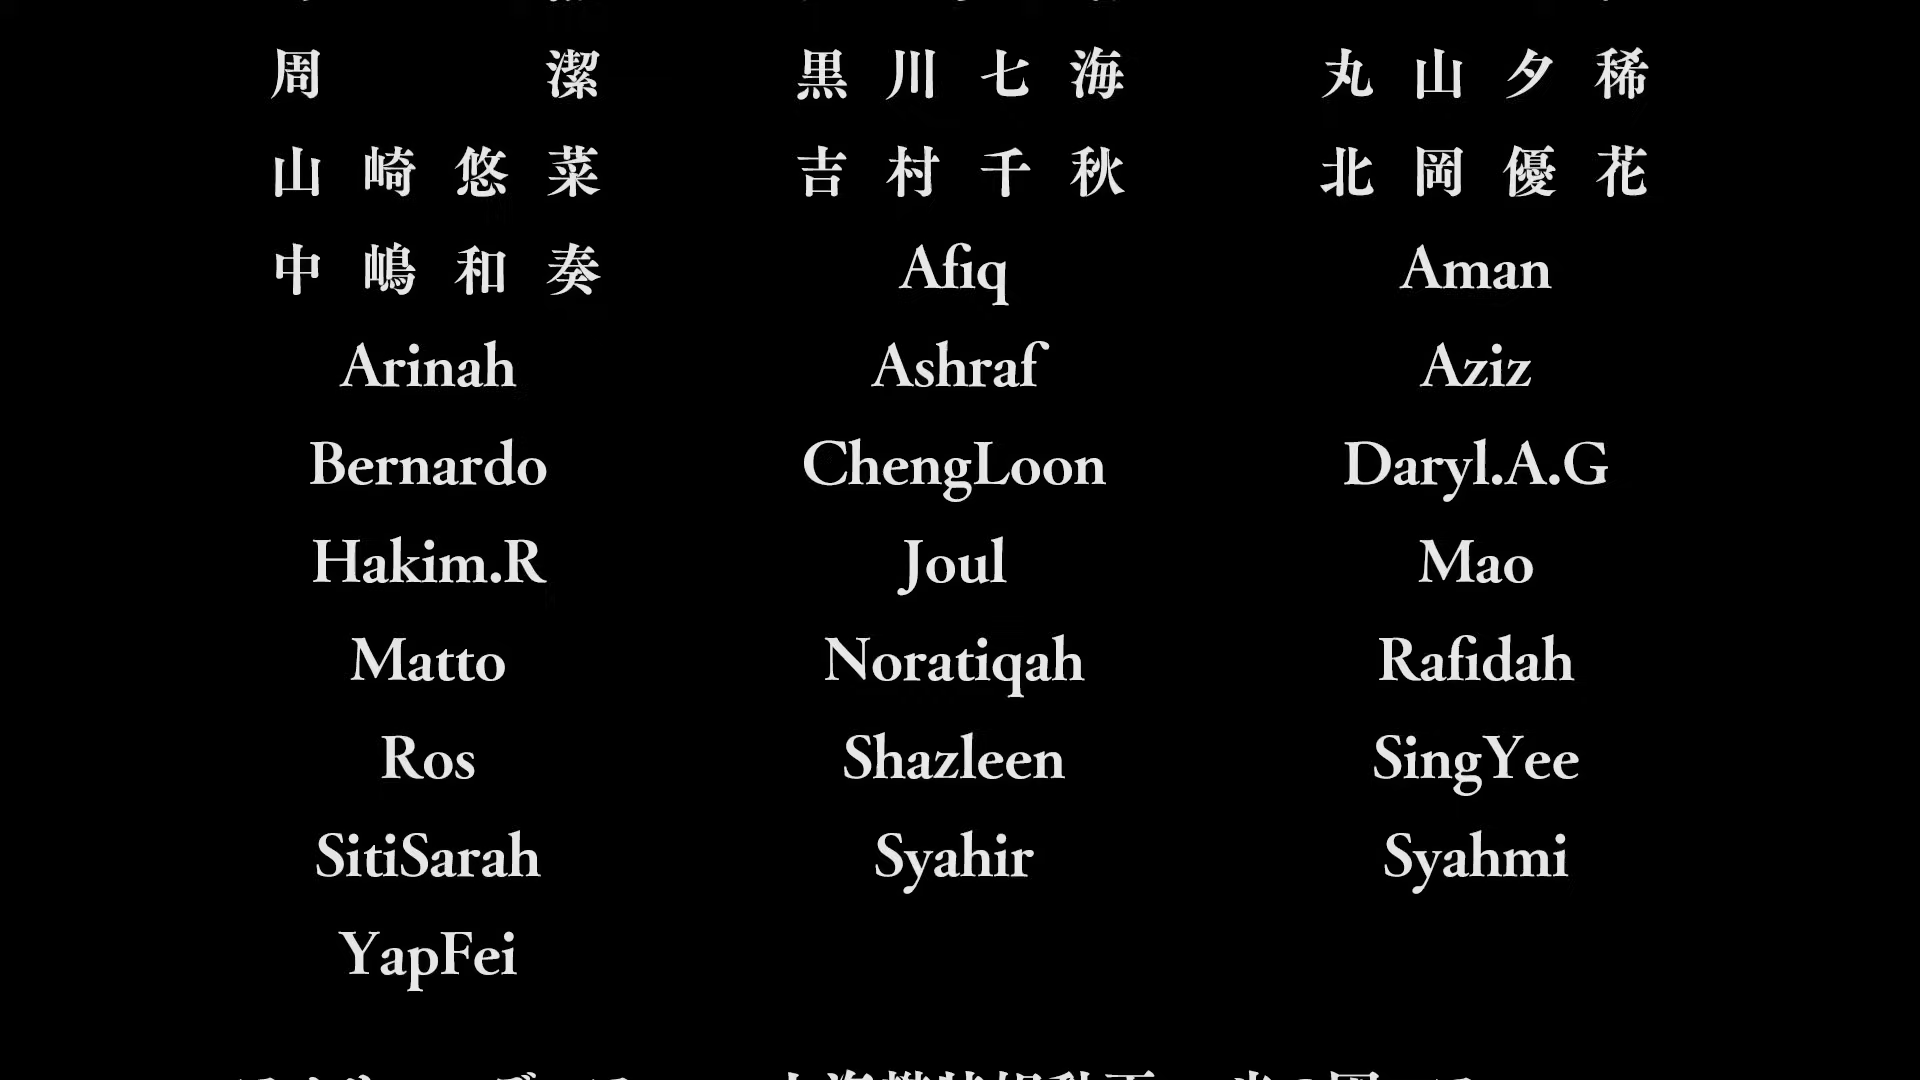 周 潔 黒川七海 丸山夕稀
山崎悠菜 吉村千秋 北岡優花
中嶋和奏 Afiq Aman
Arinah Ashraf Aziz
Bernardo ChengLoon Daryl.A.G
Hakim.R Joul Mao
Matto Noratiqah Rafidah
Ros Shazleen SingYee
SitiSarah Syahir Syahmi
YapFei